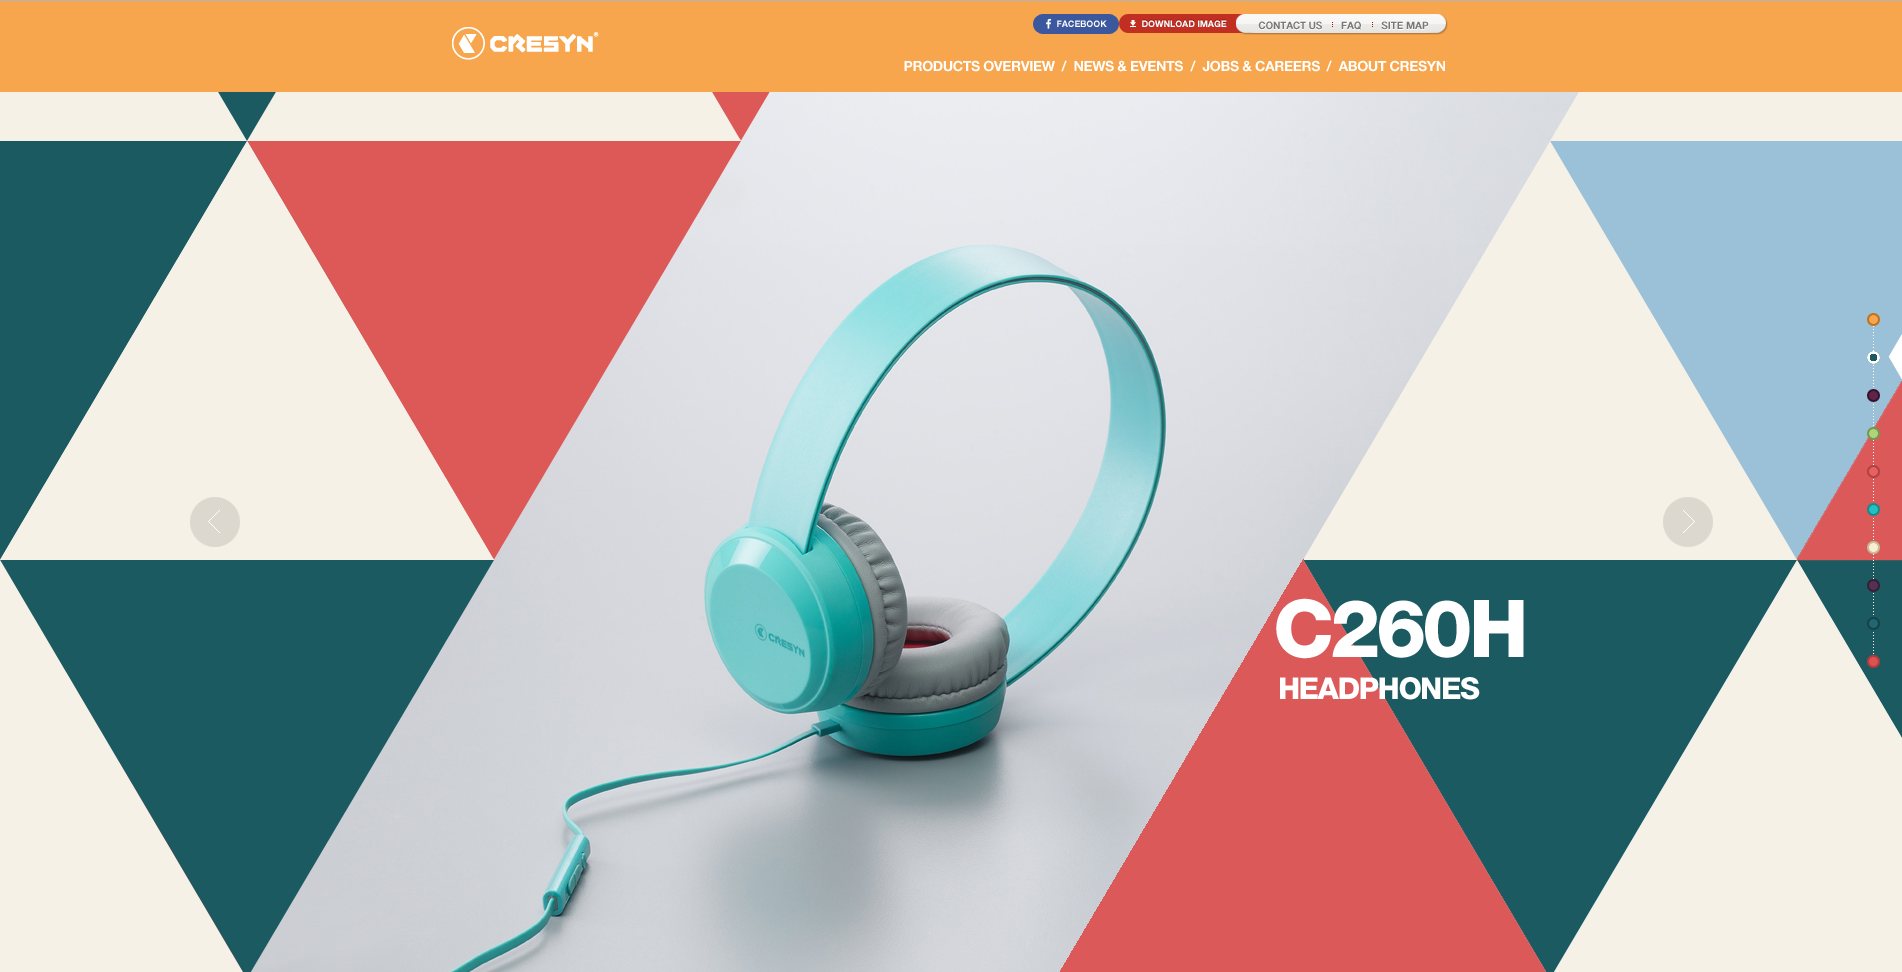 FACEBOOK
DOWNLOAD IMAGE
CONTACT US
FAQ
SITE MAP
CRESYN®
PRODUCTS OVERVIEW / NEWS & EVENTS / JOBS & CAREERS / ABOUT CRESYN
CRESYN
C260H
HEADPHONES